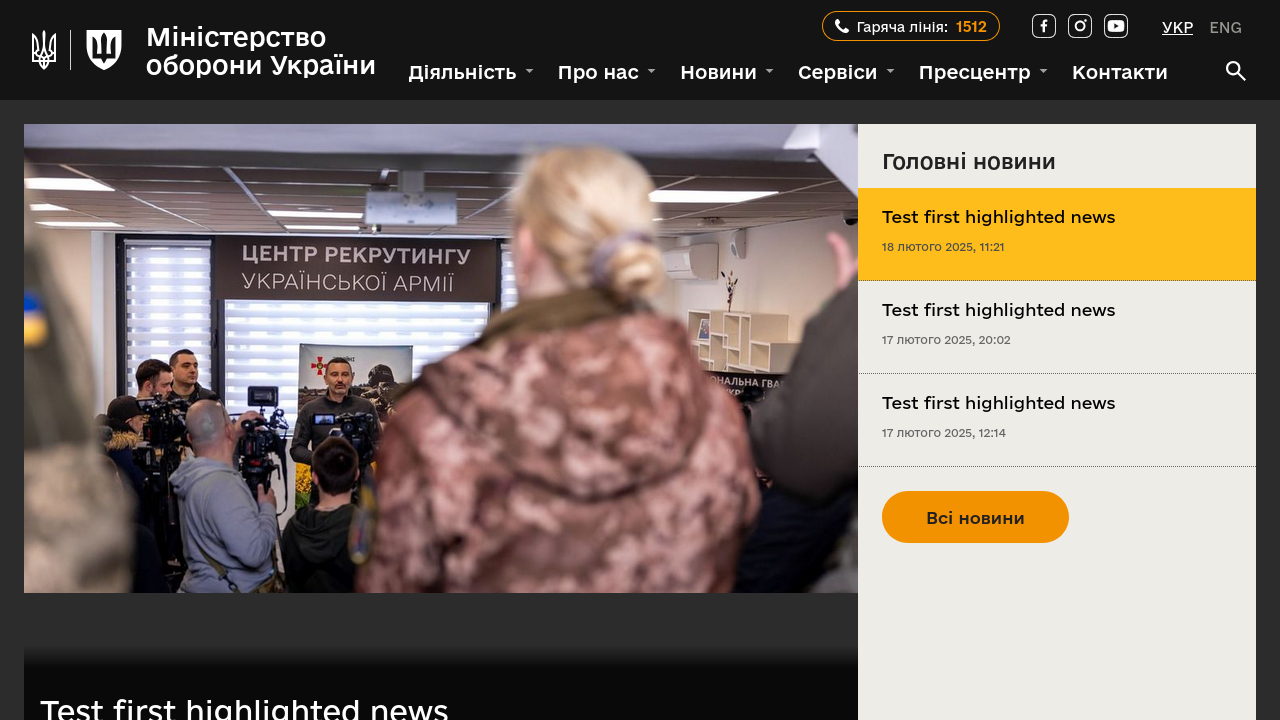 Міністерство
оборони України
Гаряча лінія: 1512
УКР ENG
Діяльність Про нас Новини Сервіси Пресцентр Контакти
ЦЕНТР РЕКРУТИНГУ
УКРАЇНСЬКОЇ АРМІЇ
Головні новини
Test first highlighted news
18 лютого 2025, 11:21
Test first highlighted news
17 лютого 2025, 20:02
Test first highlighted news
17 лютого 2025, 12:14
Всі новини
Test first highlighted news